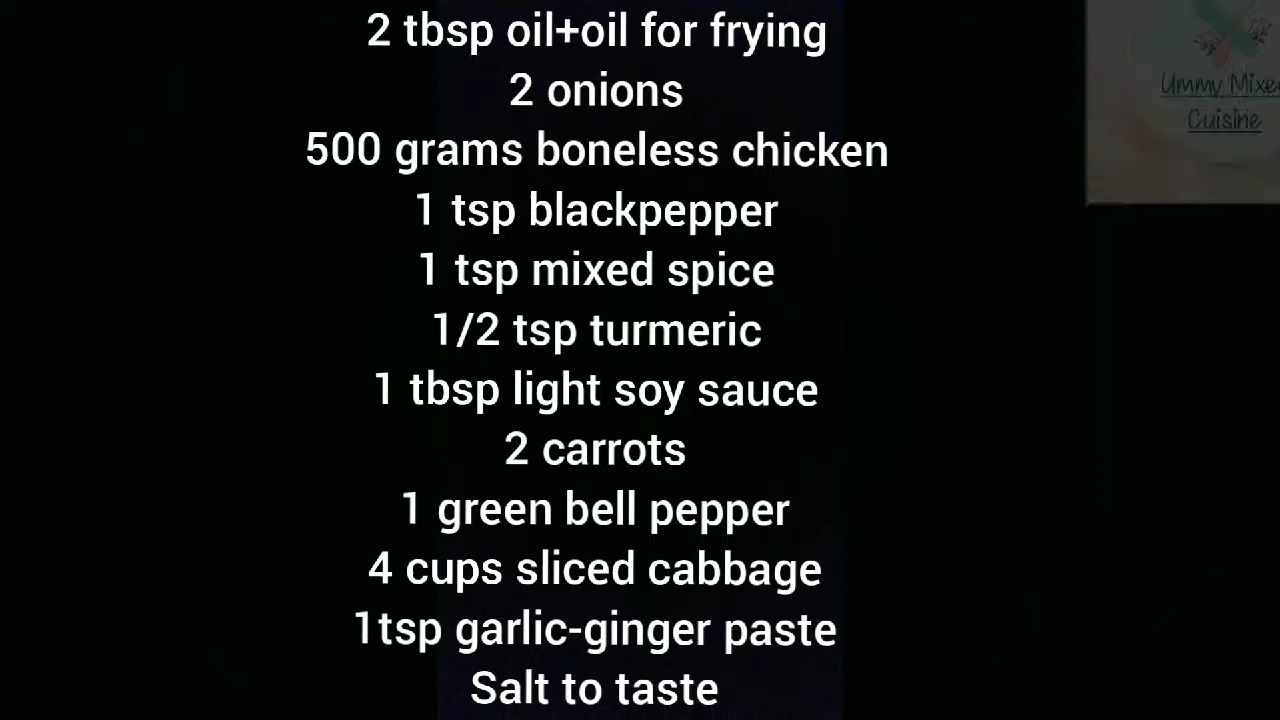 2 tbsp oil+oil for frying
2 onions
500 grams boneless chicken
1 tsp blackpepper
1 tsp mixed spice
1/2 tsp turmeric
1 tbsp light soy sauce
2 carrots
1 green bell pepper
4 cups sliced cabbage
1tsp garlic-ginger paste
Salt to taste
Ummy Mixe
Cuisine